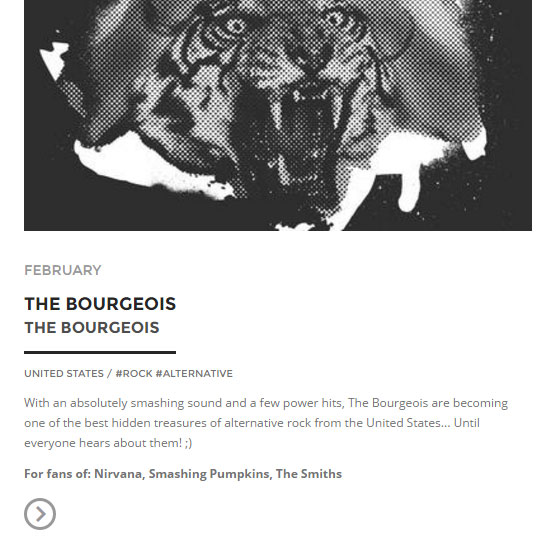 FEBRUARY
THE BOURGEOIS
THE BOURGEOIS
UNITED STATES / #ROCK #ALTERNATIVE
With an absolutely smashing sound and a few power hits, The Bourgeois are becoming
one of the best hidden treasures of alternative rock from the United States... Until
everyone hears about them! ;)
For fans of: Nirvana, Smashing Pumpkins, The Smiths